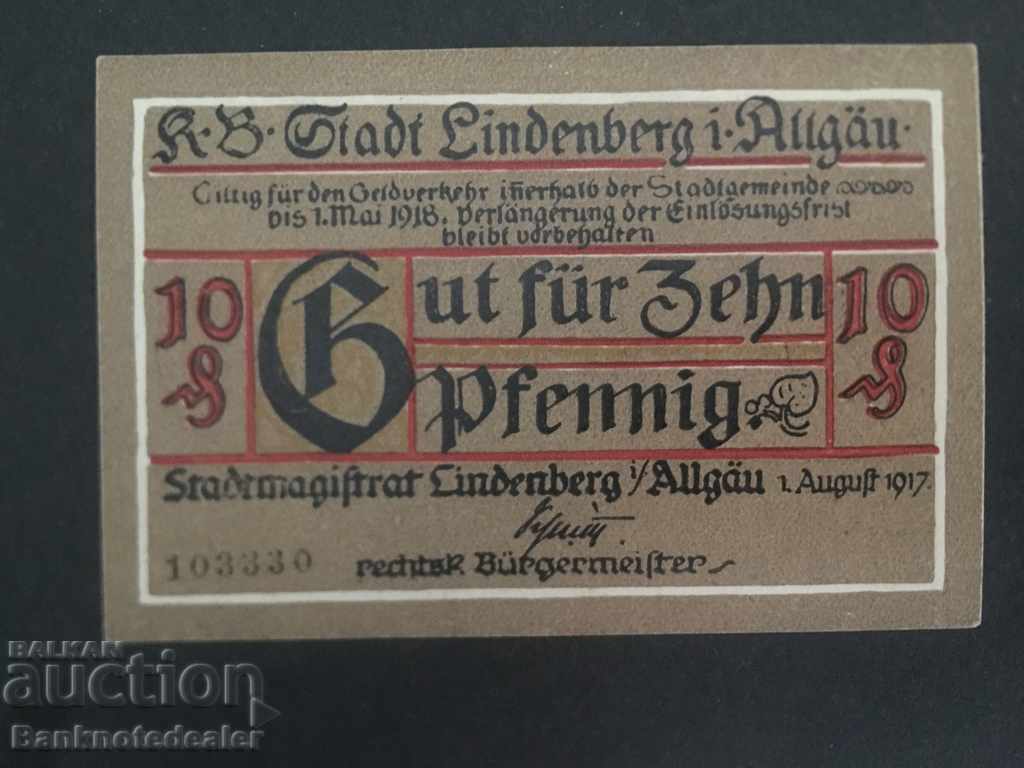 K·B· Stadt Lindenberg i· Allgäu·
Giltig für den Geldverkehr innerhalb der Stadtgemeinde
bis 1. Mai 1918. Verlängerung der Einlösungsfrist
bleibt vorbehalten
10 ₰ Gut für Zehn 10 ₰
Pfennig.
Stadtmagistrat Lindenberg i/Allgäu 1. August 1917.
103330 rechtsk. Bürgermeister
BALKAN
auction
Banknotedealer